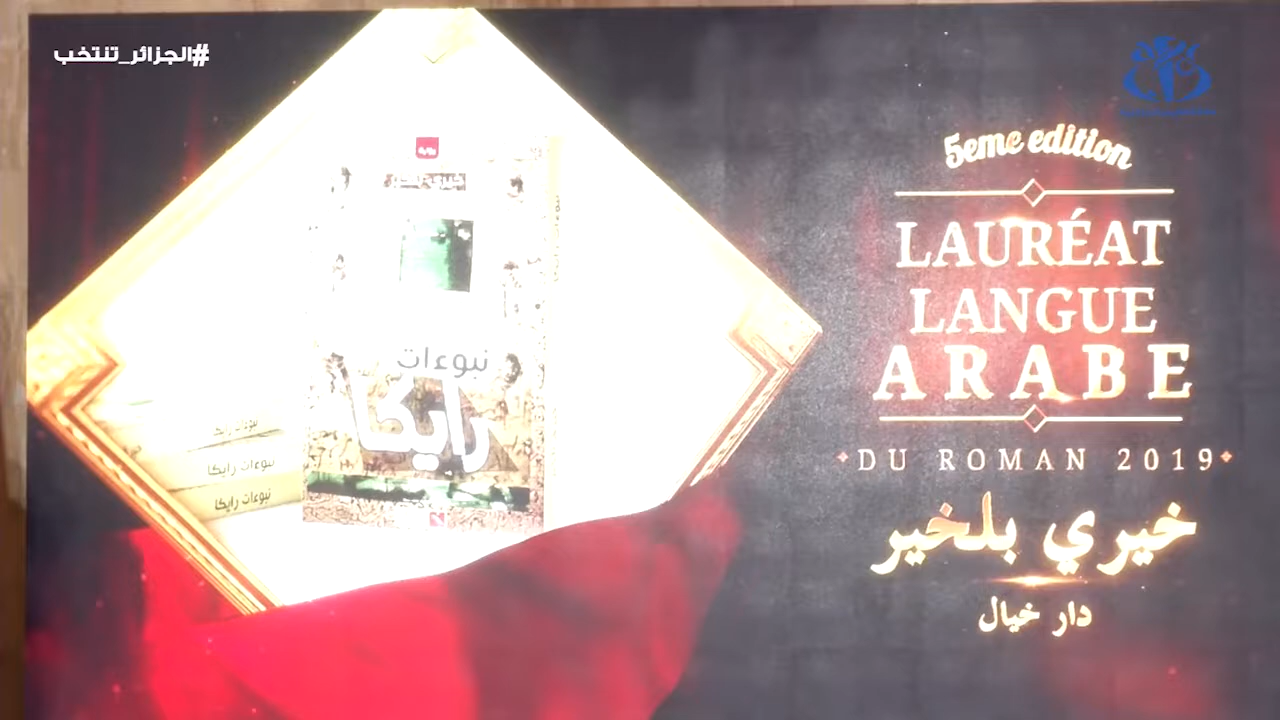 #الجزائر_تنتخب
5eme edition
LAURÉAT
LANGUE
ARABE
DU ROMAN 2019
خيري بلخير
دار خيال
رواية
نبوءات
رايكا
نبوءات رايكا
نبوءات رايكا
نبوءات رايكا